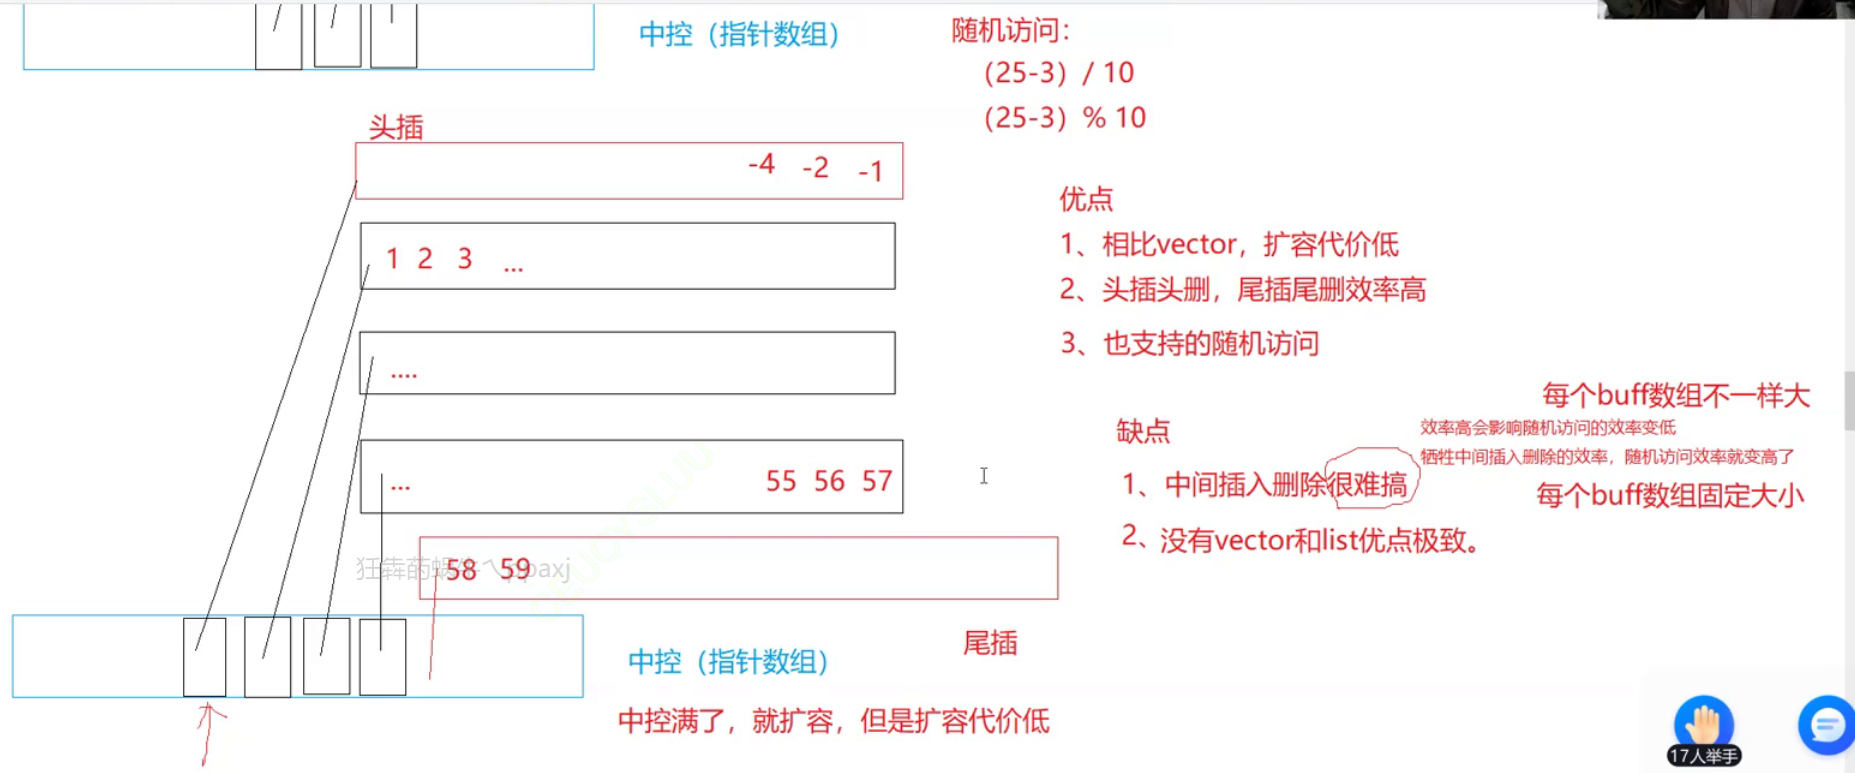 中控（指针数组）
随机访问：
（25-3）/ 10
（25-3）% 10
头插
-4 -2 -1
1 2 3 ...
....
... 55 56 57
58 59
优点
1、相比vector，扩容代价低
2、头插头删，尾插尾删效率高
3、也支持的随机访问
每个buff数组不一样大
效率高会影响随机访问的效率变低
缺点
牺牲中间插入删除的效率，随机访问效率就变高了
1、中间插入删除很难搞
每个buff数组固定大小
2、没有vector和list优点极致。
尾插
中控（指针数组）
中控满了，就扩容，但是扩容代价低
17人举手